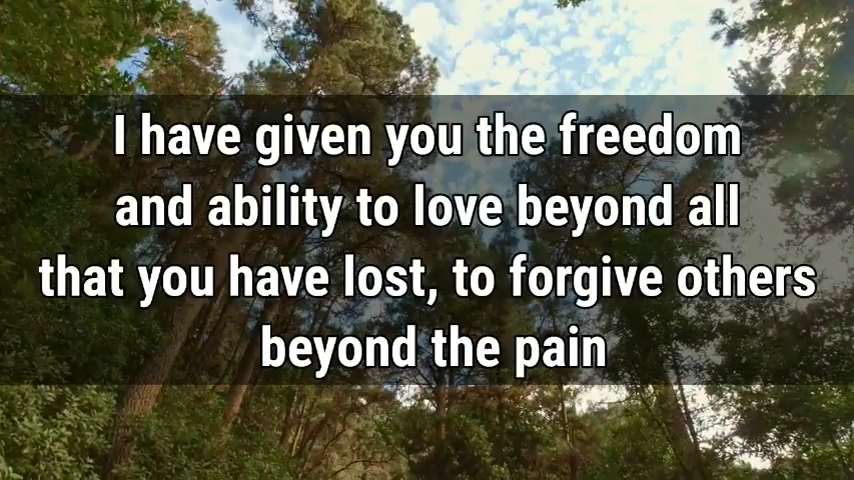 I have given you the freedom
and ability to love beyond all
that you have lost, to forgive others
beyond the pain